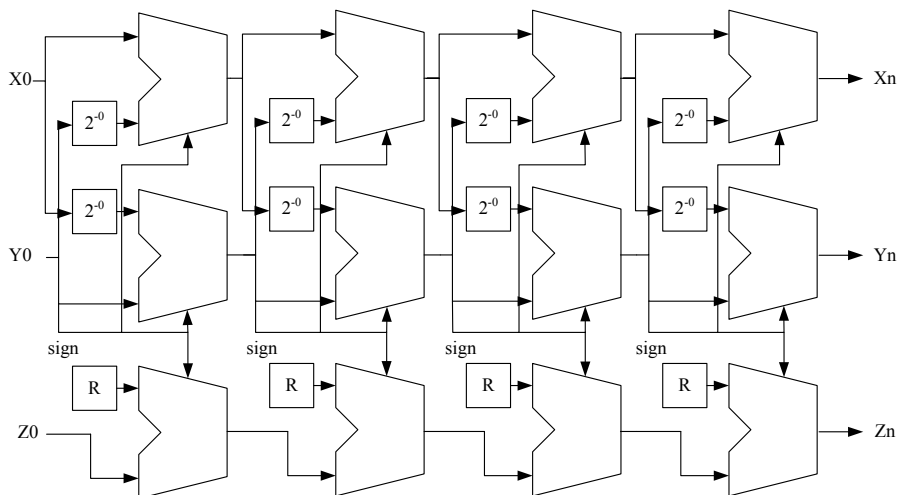 X0
2⁻⁰ 2⁻⁰ 2⁻⁰ 2⁻⁰
Xn
2⁻⁰ 2⁻⁰ 2⁻⁰ 2⁻⁰
Y0
Yn
sign sign sign sign
R R R R
Z0
Zn